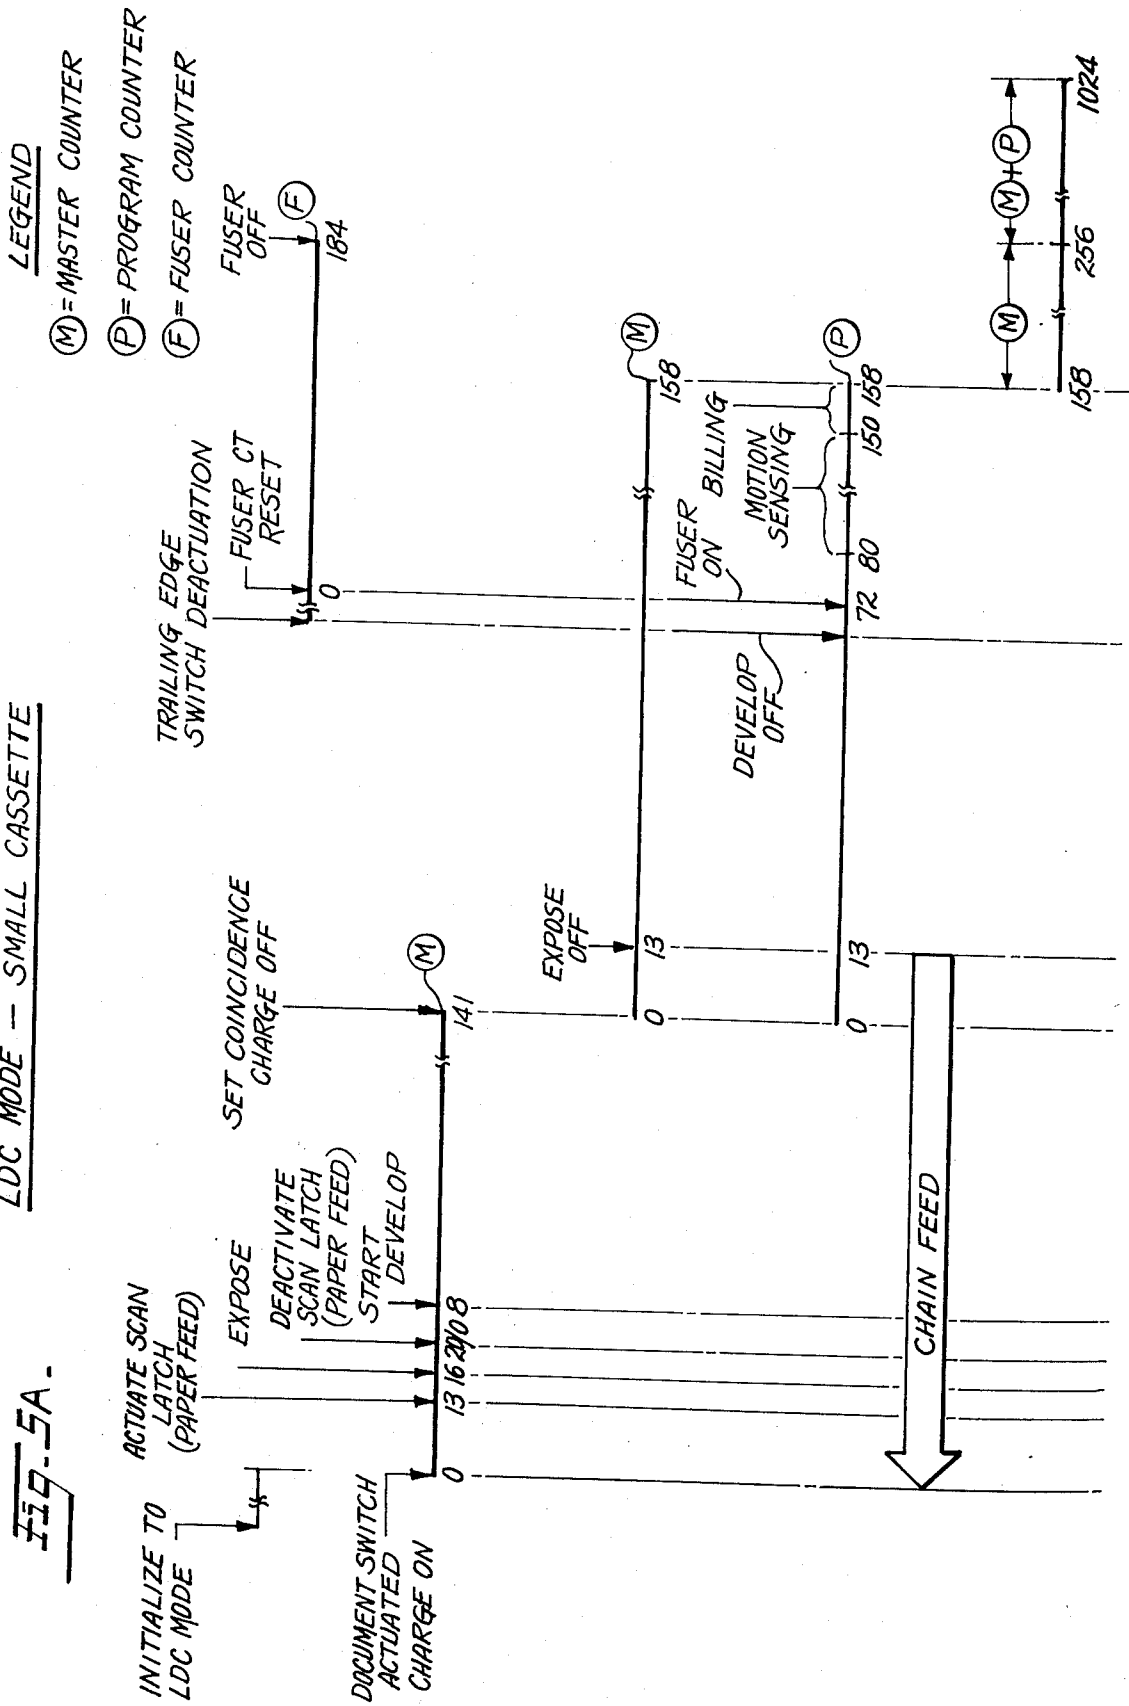 Fig. 5A.
LDC MODE — SMALL CASSETTE
LEGEND
Ⓜ = MASTER COUNTER
Ⓟ = PROGRAM COUNTER
Ⓕ = FUSER COUNTER
INITIALIZE TO
LDC MODE
ACTUATE SCAN
LATCH
(PAPER FEED)
EXPOSE
DEACTIVATE
SCAN LATCH
(PAPER FEED)
START
DEVELOP
SET COINCIDENCE
CHARGE OFF
TRAILING EDGE
SWITCH DEACTUATION
FUSER CT
RESET
FUSER
OFF
0
184
F
DOCUMENT SWITCH
ACTUATED
CHARGE ON
0
13
16
20/0
8
141
M
EXPOSE
OFF
0
13
158
M
DEVELOP
OFF
FUSER
ON
BILLING
MOTION
SENSING
0
13
72
80
150
158
P
CHAIN FEED
M
M + P
158
256
1024